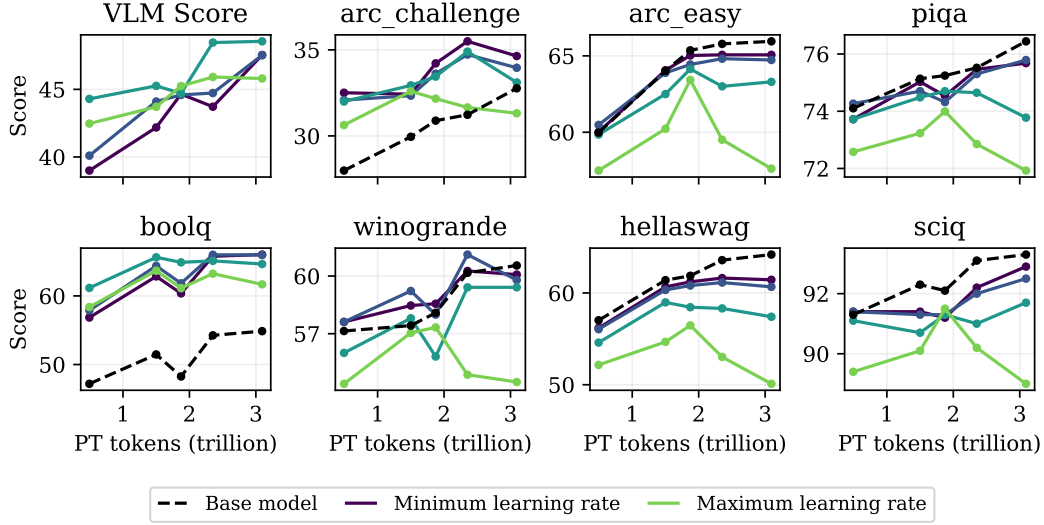 VLM Score
arc_challenge
arc_easy
piqa
Score
45
40
35
30
65
60
76
74
72
boolq
winogrande
hellaswag
sciq
Score
60
50
60
57
60
50
92
90
1 2 3
1 2 3
1 2 3
1 2 3
PT tokens (trillion)
PT tokens (trillion)
PT tokens (trillion)
PT tokens (trillion)
Base model
Minimum learning rate
Maximum learning rate